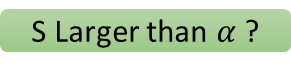 S Larger than 𝛼 ?